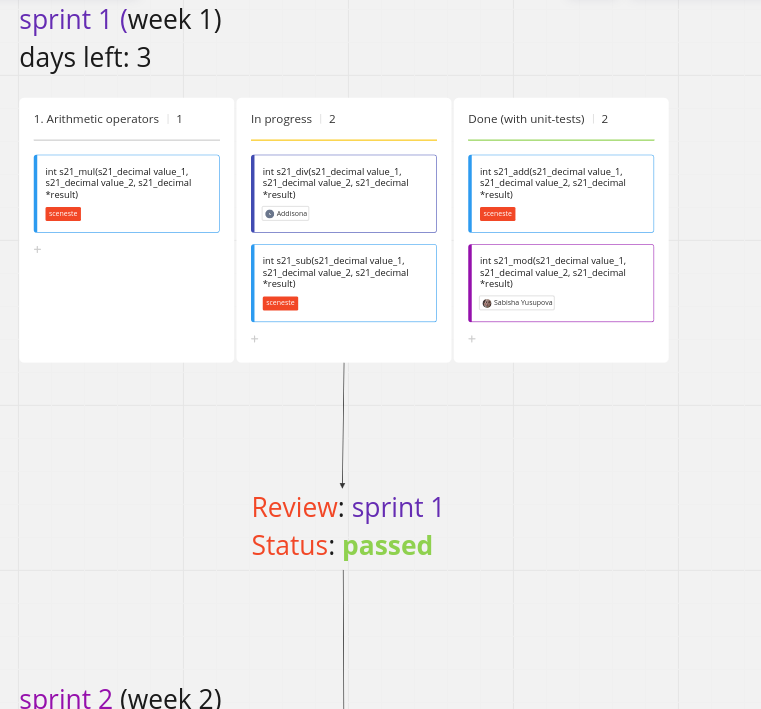 sprint 1 (week 1)
days left: 3
1. Arithmetic operators | 1
int s21_mul(s21_decimal value_1,
s21_decimal value_2, s21_decimal
*result)
sceneste
+
In progress | 2
int s21_div(s21_decimal value_1,
s21_decimal value_2, s21_decimal
*result)
Addisona
int s21_sub(s21_decimal value_1,
s21_decimal value_2, s21_decimal
*result)
sceneste
+
Done (with unit-tests) | 2
int s21_add(s21_decimal value_1,
s21_decimal value_2, s21_decimal
*result)
sceneste
int s21_mod(s21_decimal value_1,
s21_decimal value_2, s21_decimal
*result)
Sabisha Yusupova
+
Review: sprint 1
Status: passed
sprint 2 (week 2)